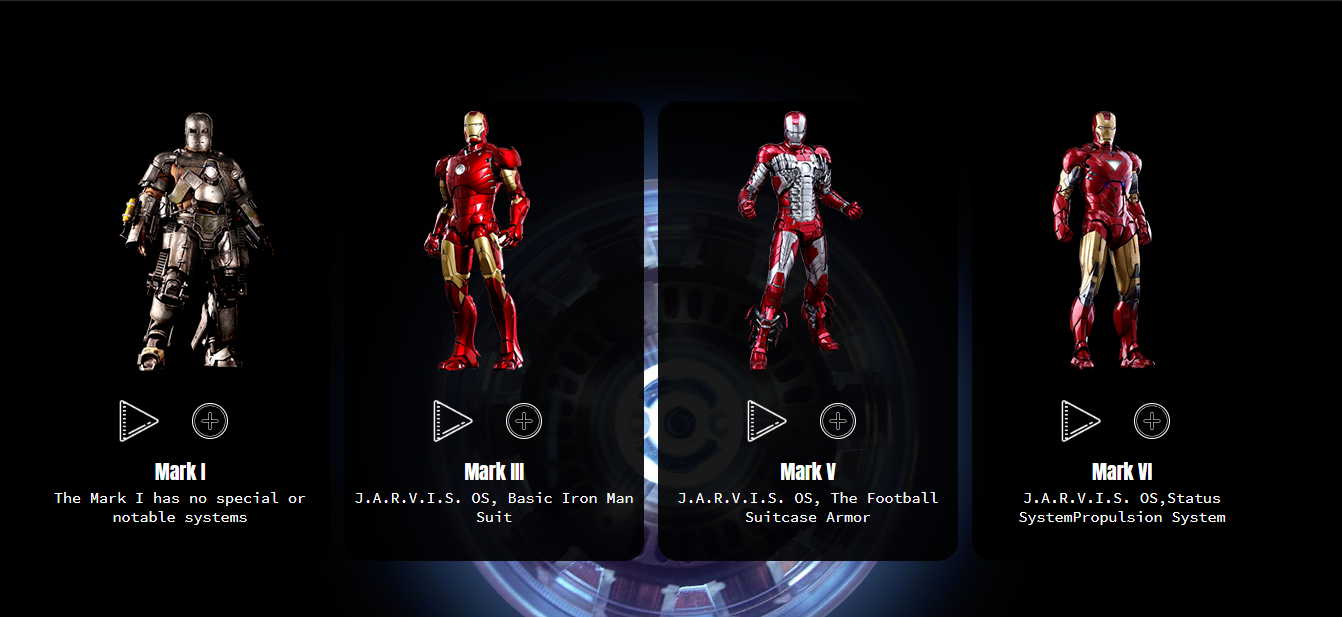 Mark I
The Mark I has no special or
notable systems
Mark III
J.A.R.V.I.S. OS, Basic Iron Man
Suit
Mark V
J.A.R.V.I.S. OS, The Football
Suitcase Armor
Mark VI
J.A.R.V.I.S. OS,Status
SystemPropulsion System